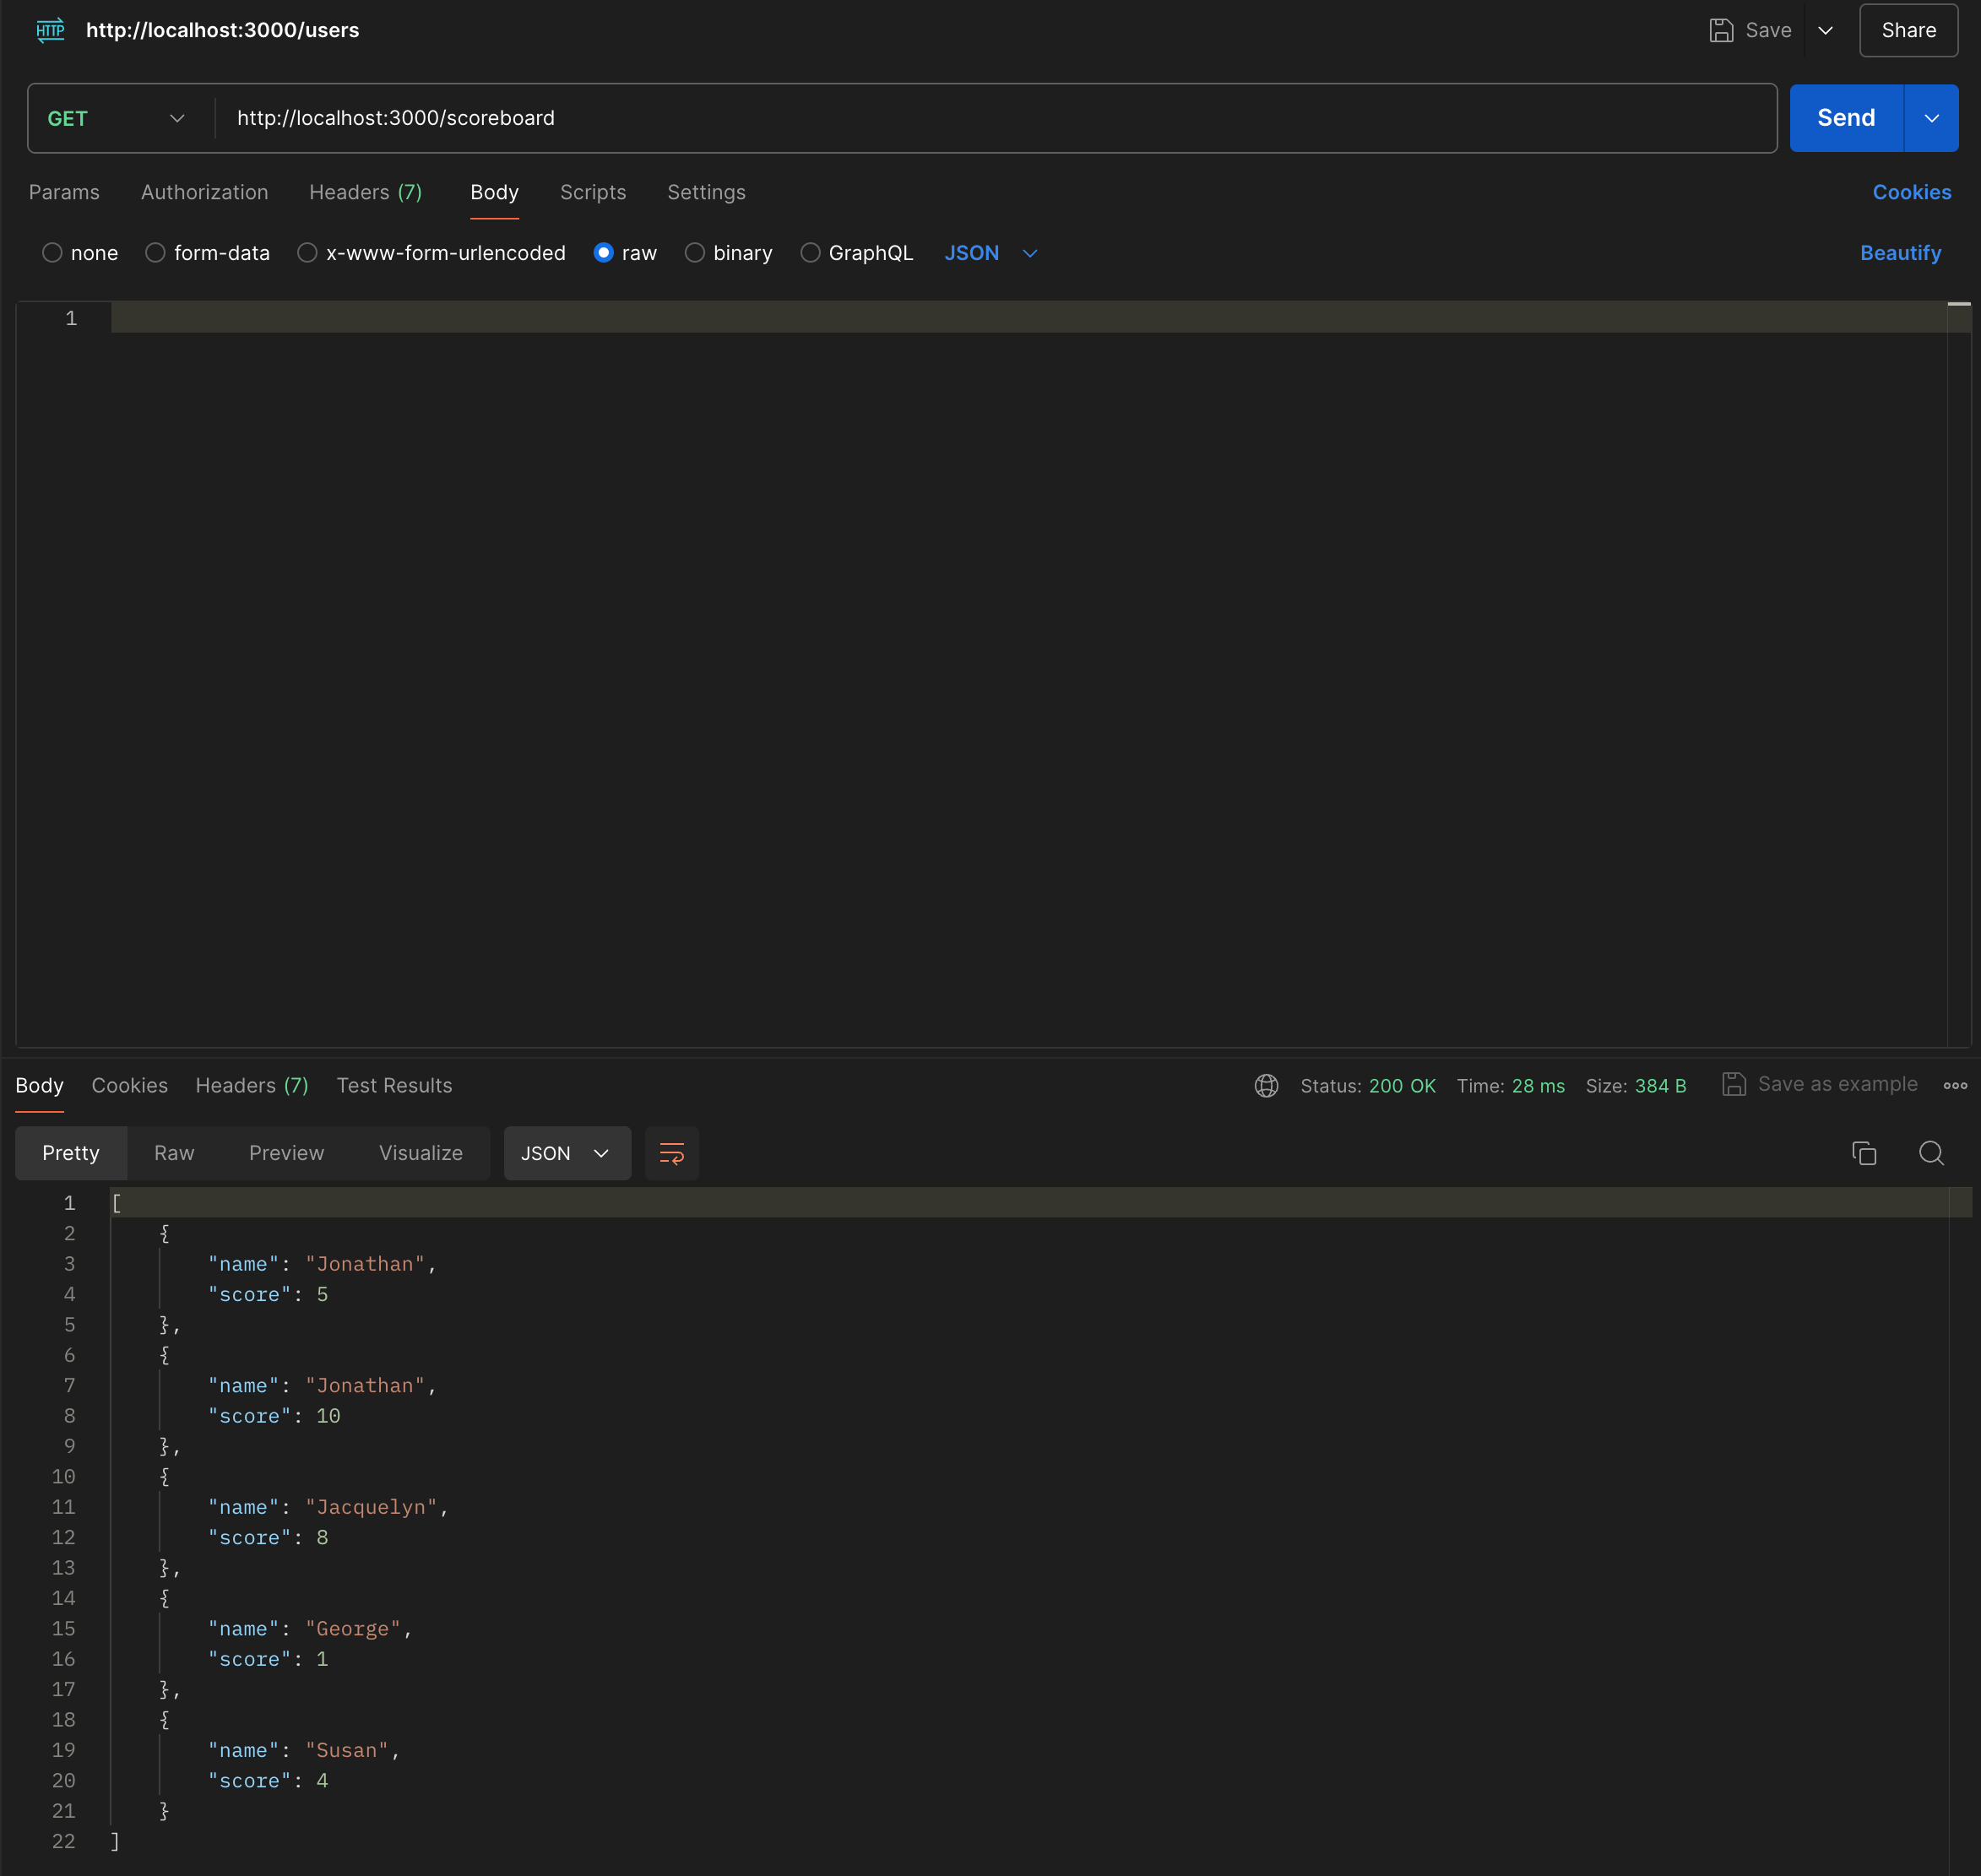 HTTP http://localhost:3000/users Save Share
GET http://localhost:3000/scoreboard Send
Params Authorization Headers (7) Body Scripts Settings Cookies
none form-data x-www-form-urlencoded raw binary GraphQL JSON Beautify
1
Body Cookies Headers (7) Test Results Status: 200 OK Time: 28 ms Size: 384 B Save as example
Pretty Raw Preview Visualize JSON
1 [
2 {
3 "name": "Jonathan",
4 "score": 5
5 },
6 {
7 "name": "Jonathan",
8 "score": 10
9 },
10 {
11 "name": "Jacquelyn",
12 "score": 8
13 },
14 {
15 "name": "George",
16 "score": 1
17 },
18 {
19 "name": "Susan",
20 "score": 4
21 }
22 ]